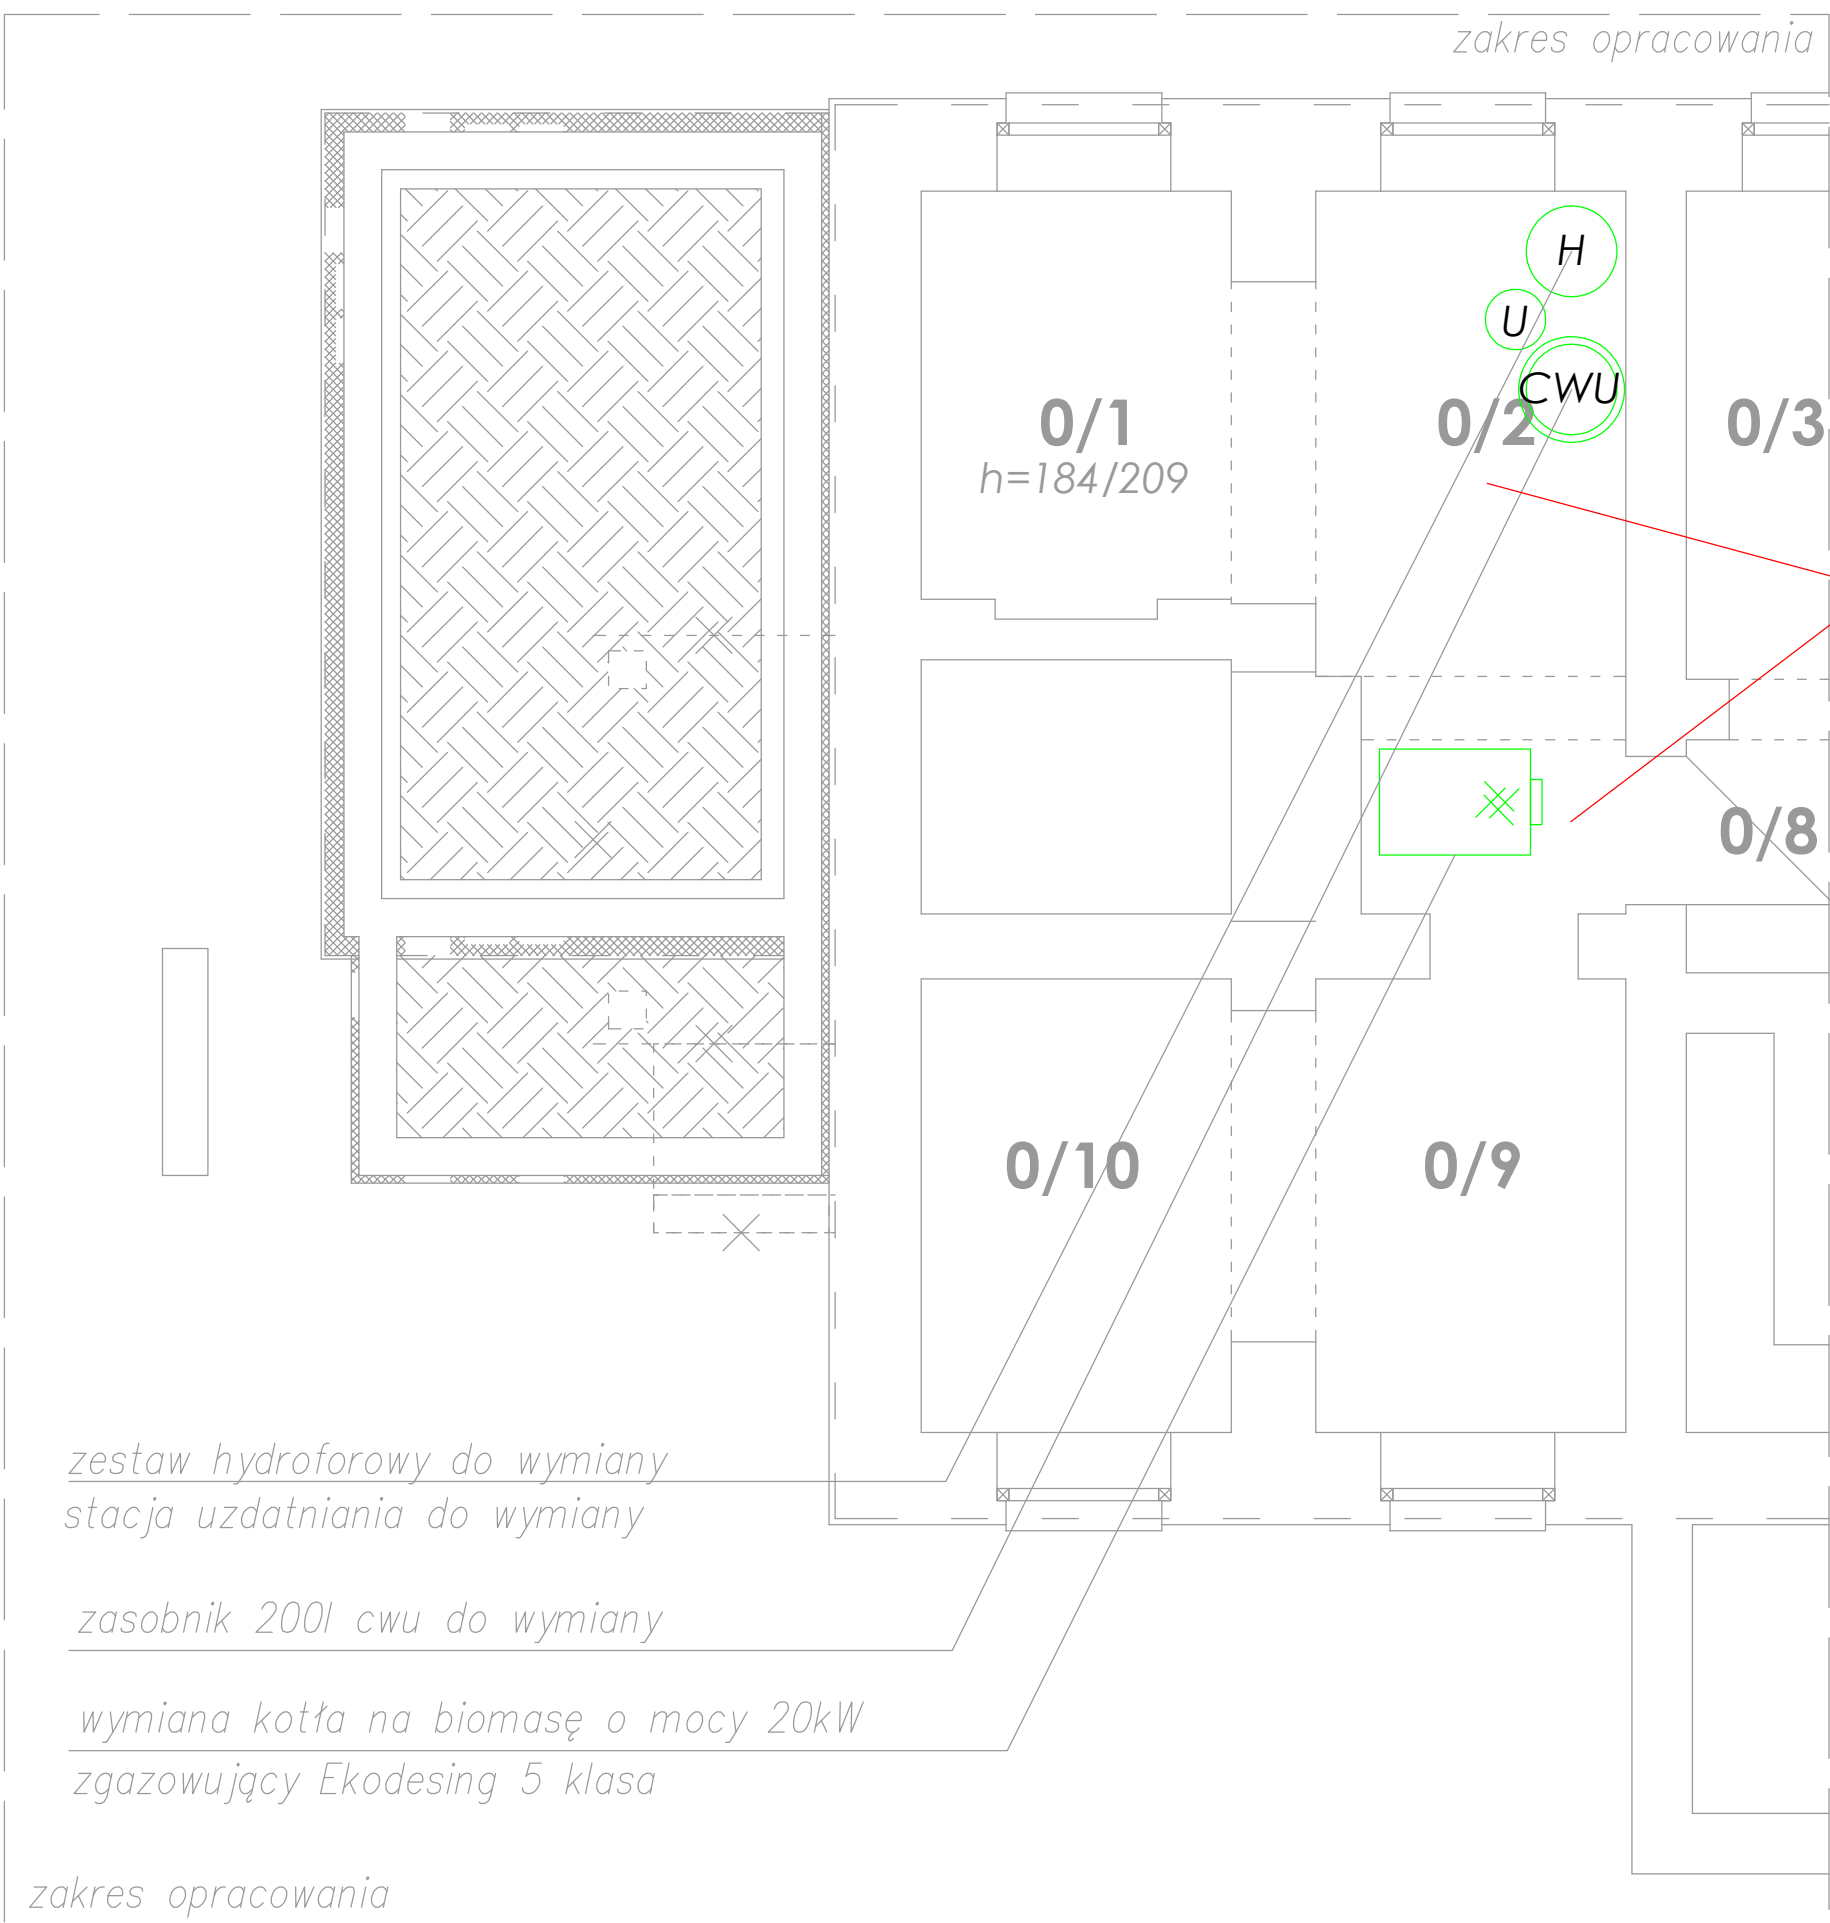 zakres opracowania
H
U
CWU
0/1
0/2
0/3
h=184/209
0/8
0/10
0/9
zestaw hydroforowy do wymiany
stacja uzdatniania do wymiany
zasobnik 200l cwu do wymiany
wymiana kotła na biomasę o mocy 20kW
zgazowujący Ekodesing 5 klasa
zakres opracowania